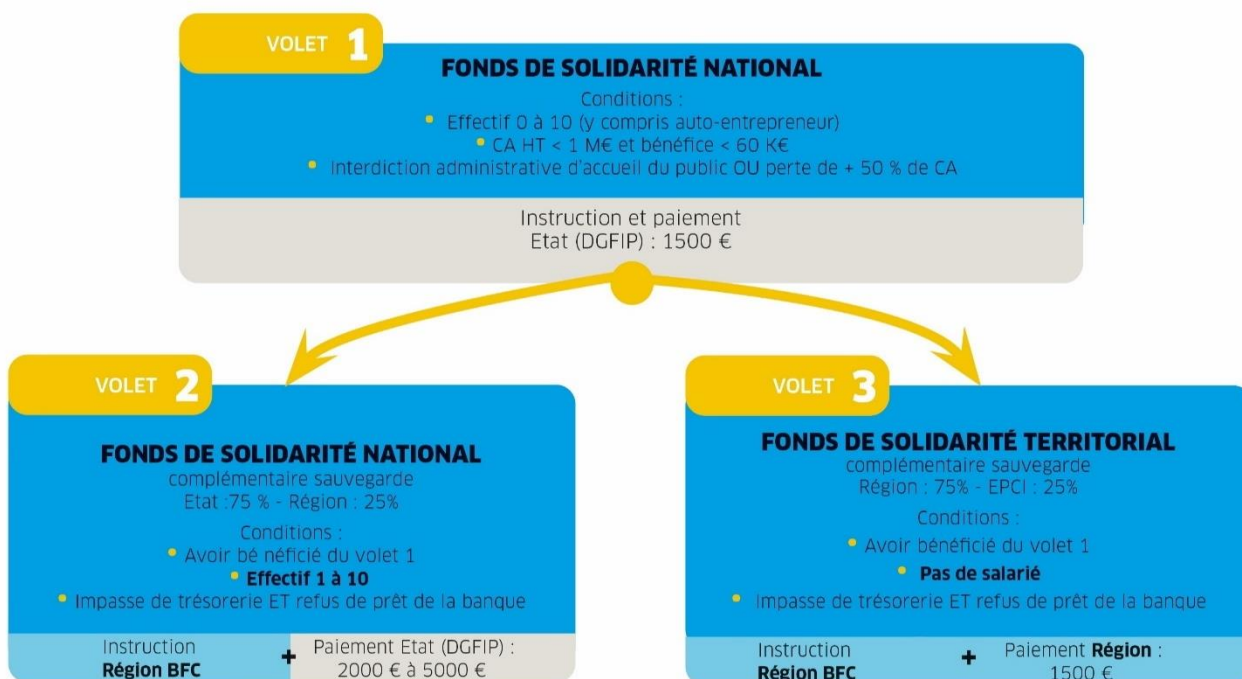 VOLET 1
FONDS DE SOLIDARITÉ NATIONAL
Conditions :
• Effectif 0 à 10 (y compris auto-entrepreneur)
• CA HT < 1 M€ et bénéfice < 60 K€
• Interdiction administrative d'accueil du public OU perte de + 50 % de CA
Instruction et paiement
Etat (DGFIP) : 1500 €
VOLET 2
FONDS DE SOLIDARITÉ NATIONAL
complémentaire sauvegarde
Etat :75 % - Région : 25%
Conditions :
• Avoir bé néficié du volet 1
• Effectif 1 à 10
• Impasse de trésorerie ET refus de prêt de la banque
Instruction
Région BFC
+
Paiement Etat (DGFIP) :
2000 € à 5000 €
VOLET 3
FONDS DE SOLIDARITÉ TERRITORIAL
complémentaire sauvegarde
Région : 75% - EPCI : 25%
Conditions :
• Avoir bénéficié du volet 1
• Pas de salarié
• Impasse de trésorerie ET refus de prêt de la banque
Instruction
Région BFC
+
Paiement Région :
1500 €